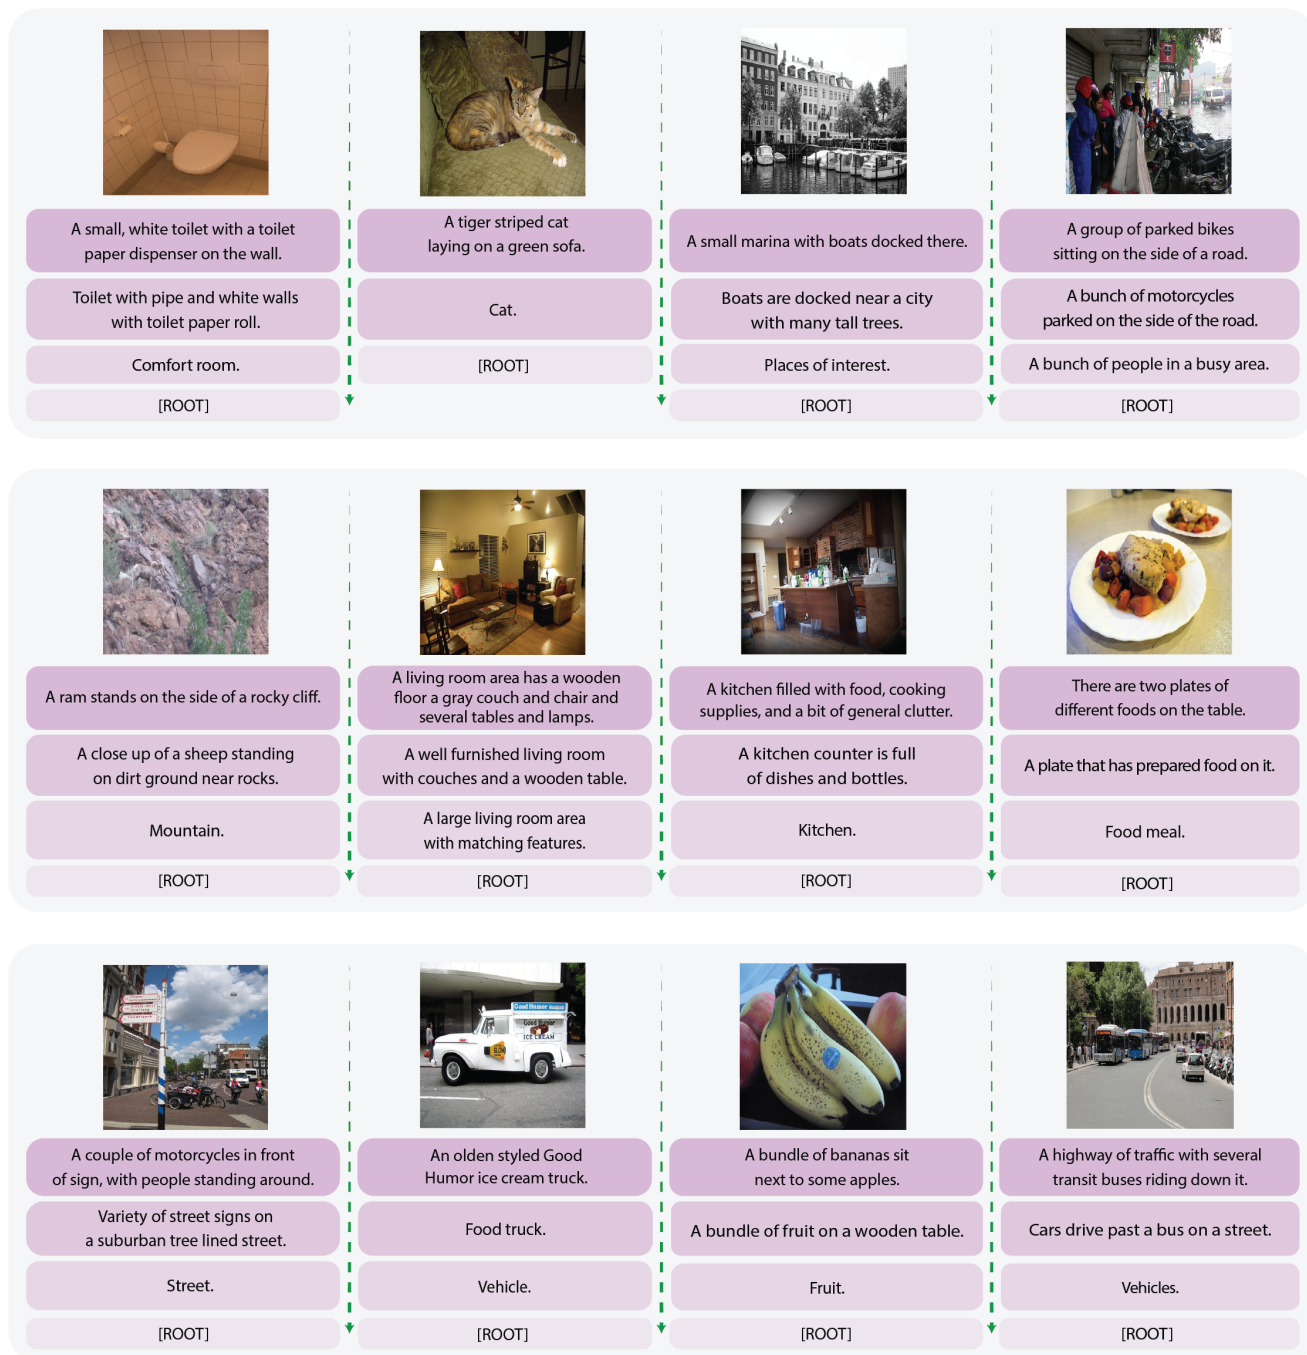 A small, white toilet with a toilet
paper dispenser on the wall.
Toilet with pipe and white walls
with toilet paper roll.
Comfort room.
[ROOT]
A tiger striped cat
laying on a green sofa.
Cat.
[ROOT]
A small marina with boats docked there.
Boats are docked near a city
with many tall trees.
Places of interest.
[ROOT]
A group of parked bikes
sitting on the side of a road.
A bunch of motorcycles
parked on the side of the road.
A bunch of people in a busy area.
[ROOT]
A ram stands on the side of a rocky cliff.
A close up of a sheep standing
on dirt ground near rocks.
Mountain.
[ROOT]
A living room area has a wooden
floor a gray couch and chair and
several tables and lamps.
A well furnished living room
with couches and a wooden table.
A large living room area
with matching features.
[ROOT]
A kitchen filled with food, cooking
supplies, and a bit of general clutter.
A kitchen counter is full
of dishes and bottles.
Kitchen.
[ROOT]
There are two plates of
different foods on the table.
A plate that has prepared food on it.
Food meal.
[ROOT]
A couple of motorcycles in front
of sign, with people standing around.
Variety of street signs on
a suburban tree lined street.
Street.
[ROOT]
Good Humor
Good Humor
ICE CREAM
An olden styled Good
Humor ice cream truck.
Food truck.
Vehicle.
[ROOT]
A bundle of bananas sit
next to some apples.
A bundle of fruit on a wooden table.
Fruit.
[ROOT]
A highway of traffic with several
transit buses riding down it.
Cars drive past a bus on a street.
Vehicles.
[ROOT]